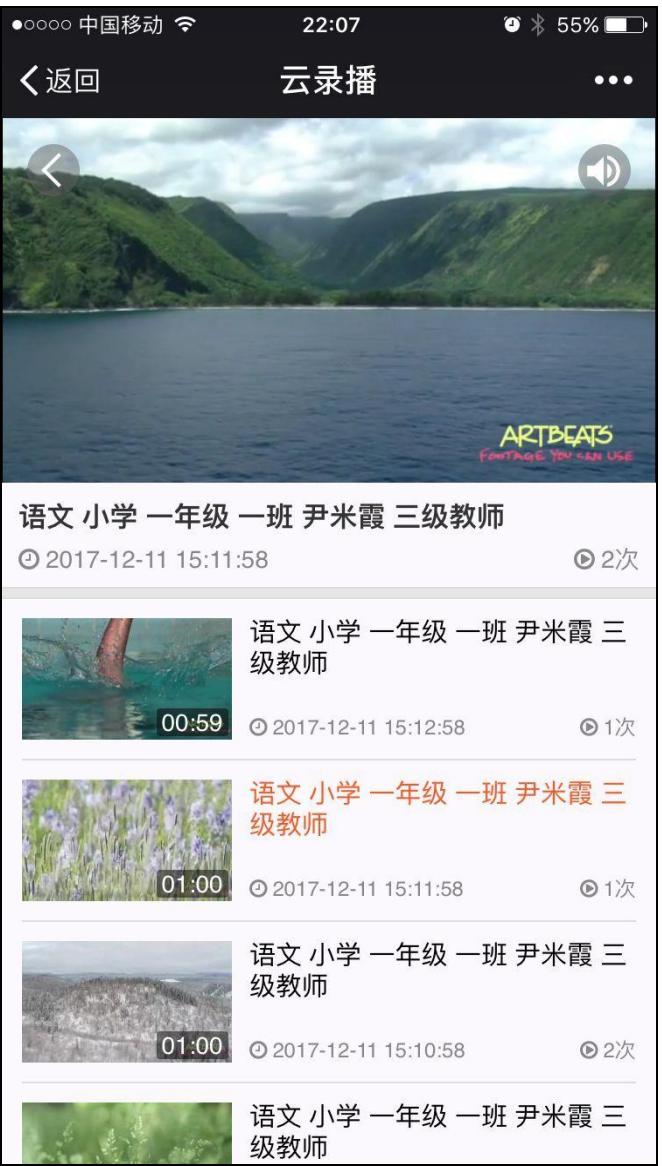 中国移动 22:07 55%
返回 云录播
ARTBEATS
FOOTAGE YOU CAN USE
语文 小学 一年级 一班 尹米霞 三级教师
2017-12-11 15:11:58 2次
语文 小学 一年级 一班 尹米霞 三
级教师
00:59 2017-12-11 15:12:58 1次
语文 小学 一年级 一班 尹米霞 三
级教师
01:00 2017-12-11 15:11:58 1次
语文 小学 一年级 一班 尹米霞 三
级教师
01:00 2017-12-11 15:10:58 2次
语文 小学 一年级 一班 尹米霞 三
级教师